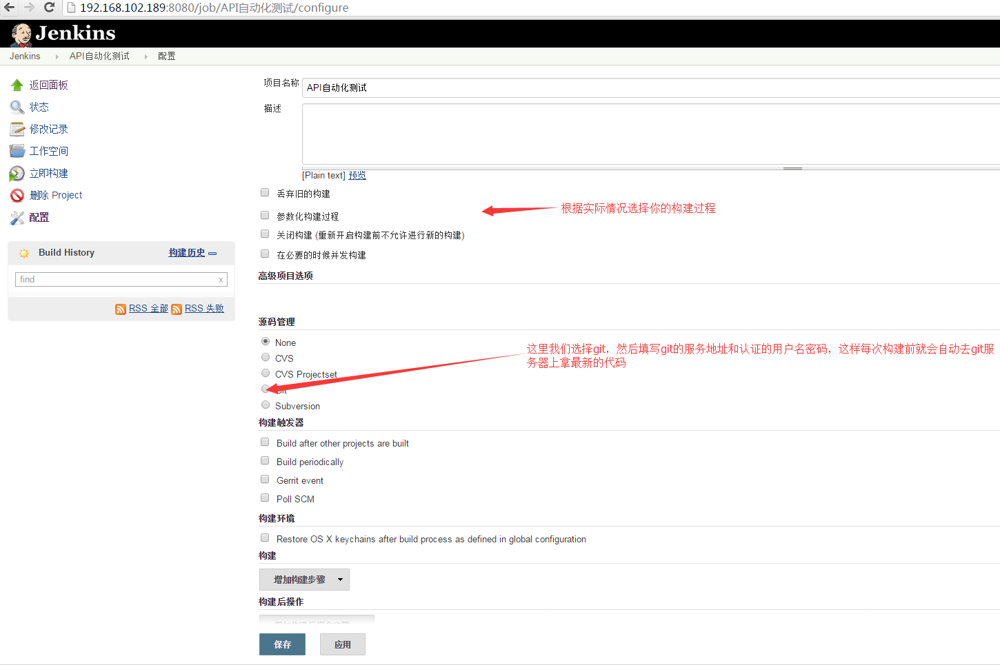 192.168.102.189:8080/job/API自动化测试/configure
Jenkins
Jenkins API自动化测试 配置
返回面板
状态
修改记录
工作空间
立即构建
删除 Project
配置
Build History 构建历史
find x
RSS 全部 RSS 失败
项目名称 API自动化测试
描述
[Plain text] 预览
丢弃旧的构建
参数化构建过程
根据实际情况选择你的构建过程
关闭构建 (重新开启构建前不允许进行新的构建)
在必要的时候并发构建
高级项目选项
源码管理
None
CVS
CVS Projectset
Git
Subversion
这里我们选择git，然后填写git的服务地址和认证的用户名密码，这样每次构建前就会自动去git服
务器上拿最新的代码
构建触发器
Build after other projects are built
Build periodically
Gerrit event
Poll SCM
构建环境
Restore OS X keychains after build process as defined in global configuration
构建
增加构建步骤
构建后操作
保存 应用